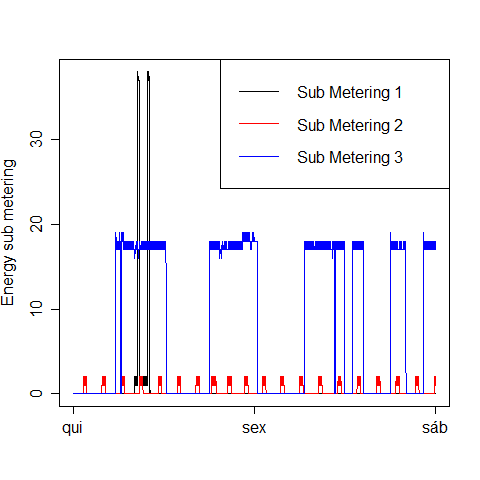 Sub Metering 1
Sub Metering 2
Sub Metering 3
Energy sub metering
30
20
10
0
qui sex sáb